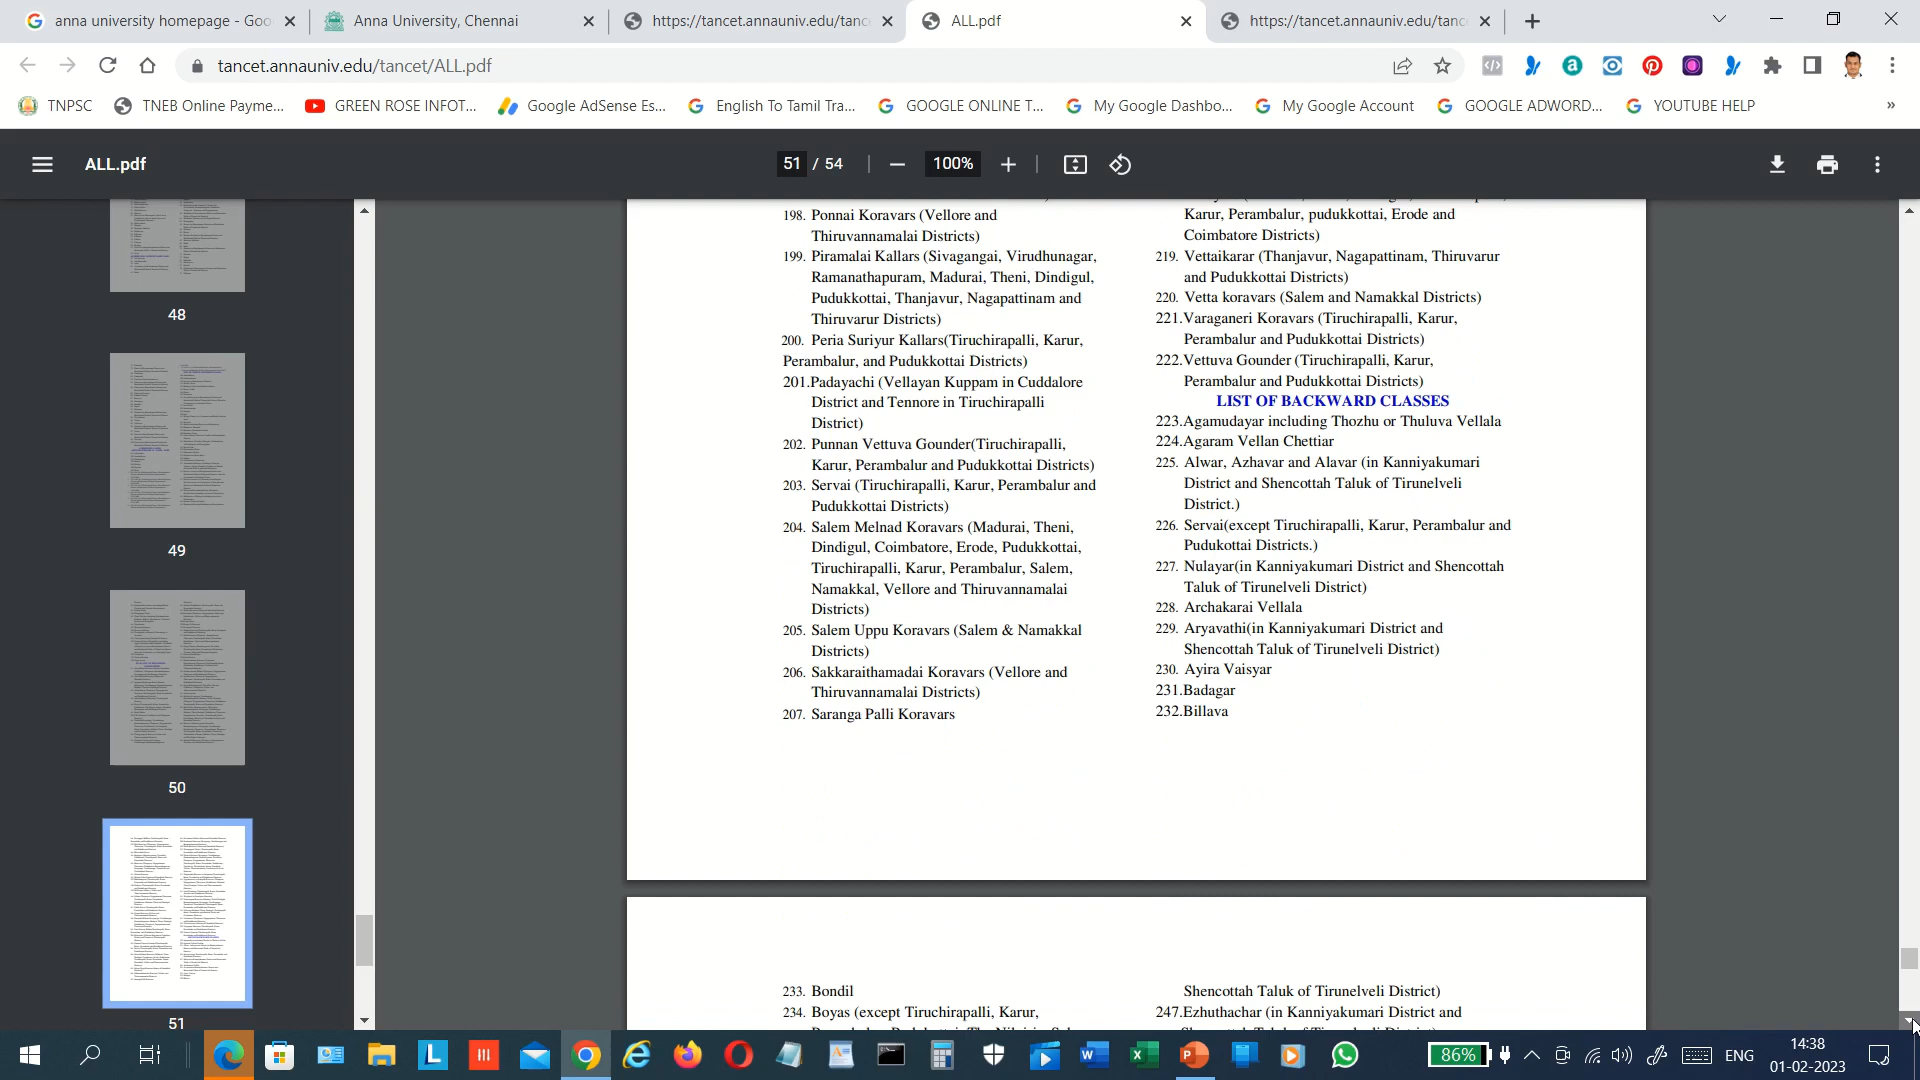 anna university homepage - Goo
Anna University, Chennai
https://tancet.annauniv.edu/tance
ALL.pdf
https://tancet.annauniv.edu/tance
tancet.annauniv.edu/tancet/ALL.pdf
TNPSC
TNEB Online Payme...
GREEN ROSE INFOT...
Google AdSense Es...
English To Tamil Tra...
GOOGLE ONLINE T...
My Google Dashbo...
My Google Account
GOOGLE ADWORD...
YOUTUBE HELP
»
ALL.pdf
51 / 54
100%
48
49
50
51
198. Ponnai Koravars (Vellore and
Thiruvannamalai Districts)
199. Piramalai Kallars (Sivagangai, Virudhunagar,
Ramanathapuram, Madurai, Theni, Dindigul,
Pudukkottai, Thanjavur, Nagapattinam and
Thiruvarur Districts)
200. Peria Suriyur Kallars(Tiruchirapalli, Karur,
Perambalur, and Pudukkottai Districts)
201.Padayachi (Vellayan Kuppam in Cuddalore
District and Tennore in Tiruchirapalli
District)
202. Punnan Vettuva Gounder(Tiruchirapalli,
Karur, Perambalur and Pudukkottai Districts)
203. Servai (Tiruchirapalli, Karur, Perambalur and
Pudukkottai Districts)
204. Salem Melnad Koravars (Madurai, Theni,
Dindigul, Coimbatore, Erode, Pudukkottai,
Tiruchirapalli, Karur, Perambalur, Salem,
Namakkal, Vellore and Thiruvannamalai
Districts)
205. Salem Uppu Koravars (Salem & Namakkal
Districts)
206. Sakkaraithamadai Koravars (Vellore and
Thiruvannamalai Districts)
207. Saranga Palli Koravars
Karur, Perambalur, pudukkottai, Erode and
Coimbatore Districts)
219. Vettaikarar (Thanjavur, Nagapattinam, Thiruvarur
and Pudukkottai Districts)
220. Vetta koravars (Salem and Namakkal Districts)
221.Varaganeri Koravars (Tiruchirapalli, Karur,
Perambalur and Pudukkottai Districts)
222.Vettuva Gounder (Tiruchirapalli, Karur,
Perambalur and Pudukkottai Districts)
LIST OF BACKWARD CLASSES
223.Agamudayar including Thozhu or Thuluva Vellala
224.Agaram Vellan Chettiar
225. Alwar, Azhavar and Alavar (in Kanniyakumari
District and Shencottah Taluk of Tirunelveli
District.)
226. Servai(except Tiruchirapalli, Karur, Perambalur and
Pudukottai Districts.)
227. Nulayar(in Kanniyakumari District and Shencottah
Taluk of Tirunelveli District)
228. Archakarai Vellala
229. Aryavathi(in Kanniyakumari District and
Shencottah Taluk of Tirunelveli District)
230. Ayira Vaisyar
231.Badagar
232.Billava
233. Bondil
234. Boyas (except Tiruchirapalli, Karur,
Shencottah Taluk of Tirunelveli District)
247.Ezhuthachar (in Kanniyakumari District and
86%
ENG
14:38
01-02-2023